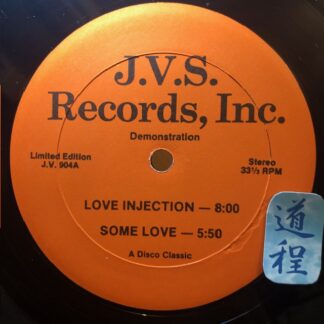 J.V.S.
Records, Inc.
Demonstration
Limited Edition
J.V. 904A
Stereo
33⅓ RPM
LOVE INJECTION — 8:00
SOME LOVE — 5:50
A Disco Classic
道程